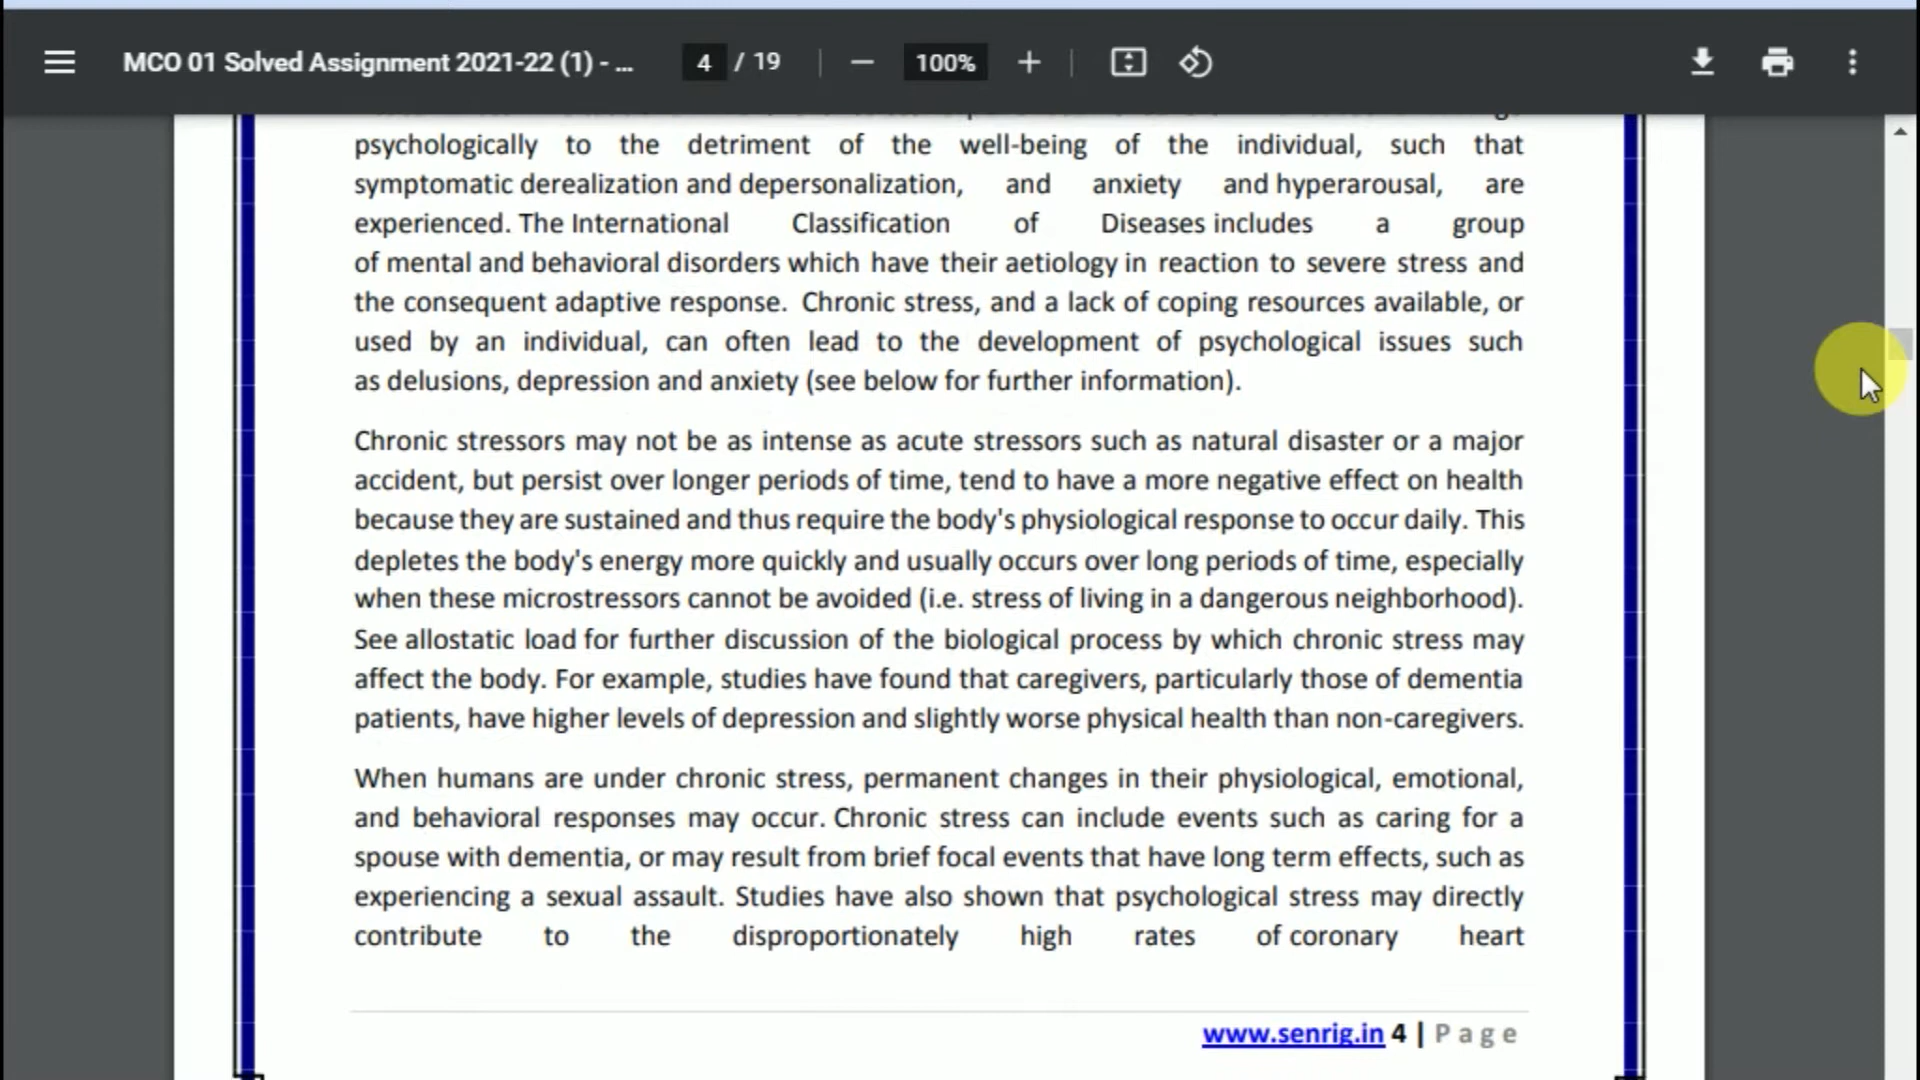 MCO 01 Solved Assignment 2021-22 (1) - ... 4 / 19 100%
psychologically to the detriment of the well-being of the individual, such that
symptomatic derealization and depersonalization, and anxiety and hyperarousal, are
experienced. The International Classification of Diseases includes a group
of mental and behavioral disorders which have their aetiology in reaction to severe stress and
the consequent adaptive response. Chronic stress, and a lack of coping resources available, or
used by an individual, can often lead to the development of psychological issues such
as delusions, depression and anxiety (see below for further information).
Chronic stressors may not be as intense as acute stressors such as natural disaster or a major
accident, but persist over longer periods of time, tend to have a more negative effect on health
because they are sustained and thus require the body's physiological response to occur daily. This
depletes the body's energy more quickly and usually occurs over long periods of time, especially
when these microstressors cannot be avoided (i.e. stress of living in a dangerous neighborhood).
See allostatic load for further discussion of the biological process by which chronic stress may
affect the body. For example, studies have found that caregivers, particularly those of dementia
patients, have higher levels of depression and slightly worse physical health than non-caregivers.
When humans are under chronic stress, permanent changes in their physiological, emotional,
and behavioral responses may occur. Chronic stress can include events such as caring for a
spouse with dementia, or may result from brief focal events that have long term effects, such as
experiencing a sexual assault. Studies have also shown that psychological stress may directly
contribute to the disproportionately high rates of coronary heart
www.senrig.in 4 | P a g e